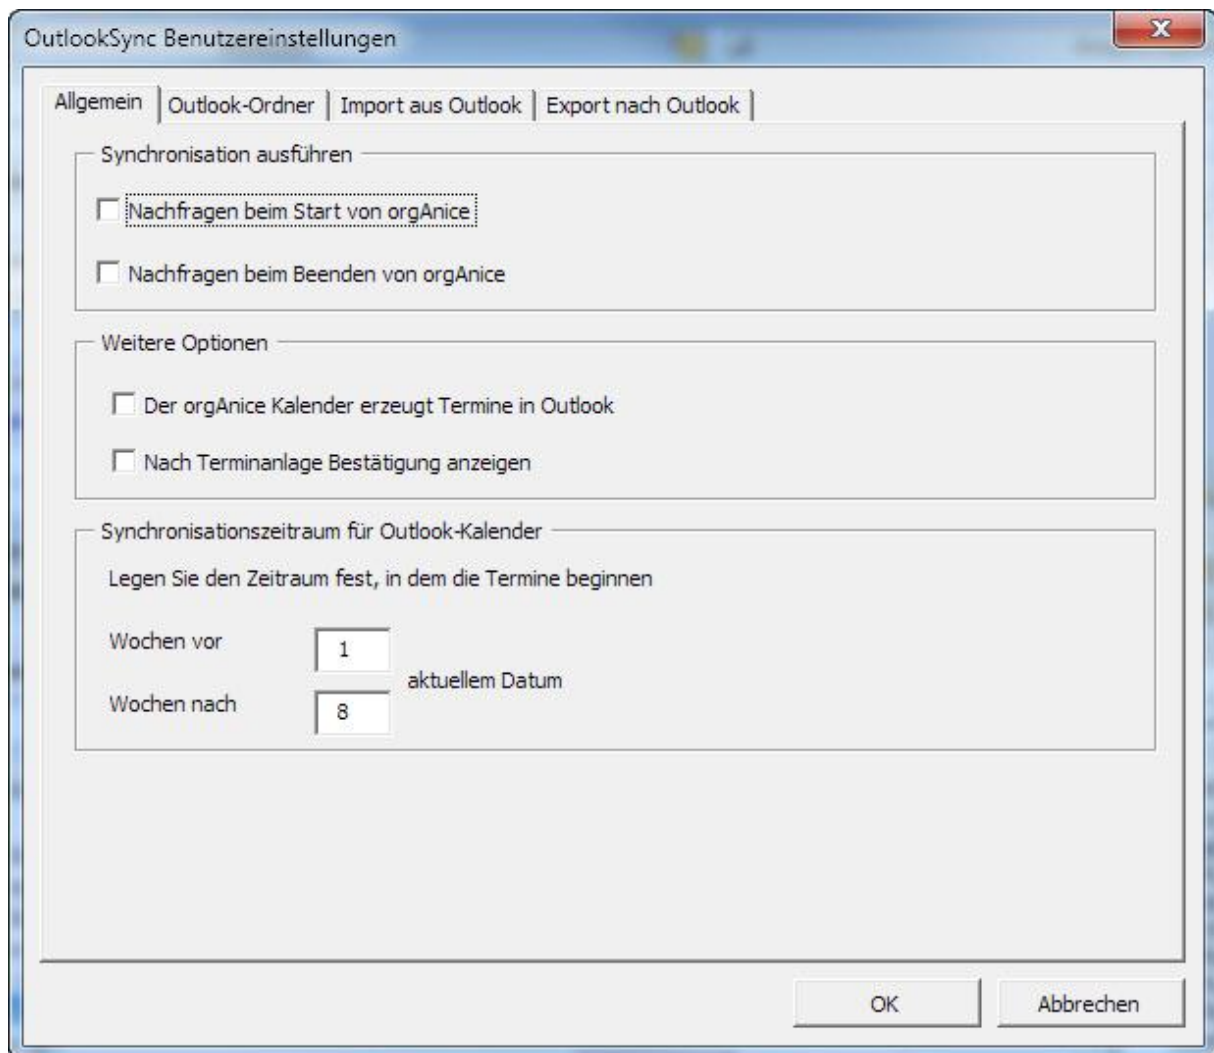 OutlookSync Benutzereinstellungen
Allgemein
Outlook-Ordner
Import aus Outlook
Export nach Outlook
Synchronisation ausführen
Nachfragen beim Start von orgAnice
Nachfragen beim Beenden von orgAnice
Weitere Optionen
Der orgAnice Kalender erzeugt Termine in Outlook
Nach Terminanlage Bestätigung anzeigen
Synchronisationszeitraum für Outlook-Kalender
Legen Sie den Zeitraum fest, in dem die Termine beginnen
Wochen vor 1
aktuellem Datum
Wochen nach 8
OK Abbrechen